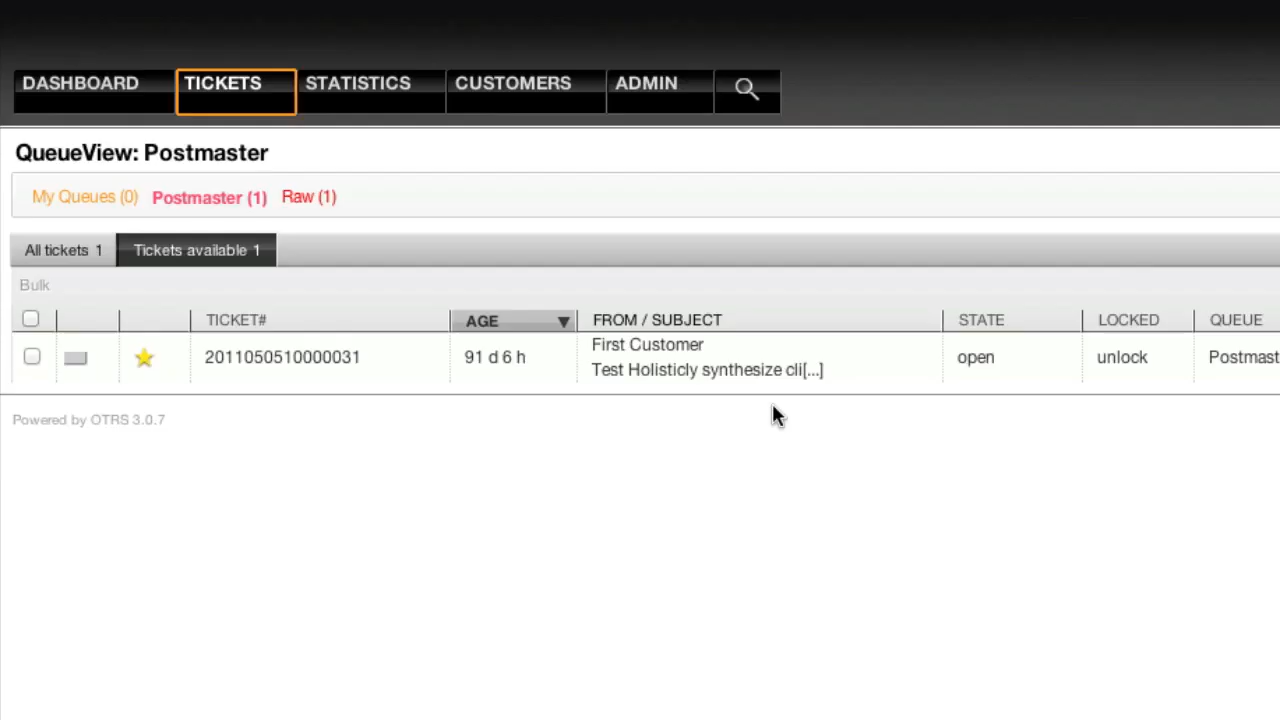 DASHBOARD TICKETS STATISTICS CUSTOMERS ADMIN
QueueView: Postmaster
My Queues (0) Postmaster (1) Raw (1)
All tickets 1 Tickets available 1
Bulk
TICKET# AGE FROM / SUBJECT STATE LOCKED QUEUE
2011050510000031 91 d 6 h First Customer open unlock Postmast
Test Holisticly synthesize cli[...]
Powered by OTRS 3.0.7